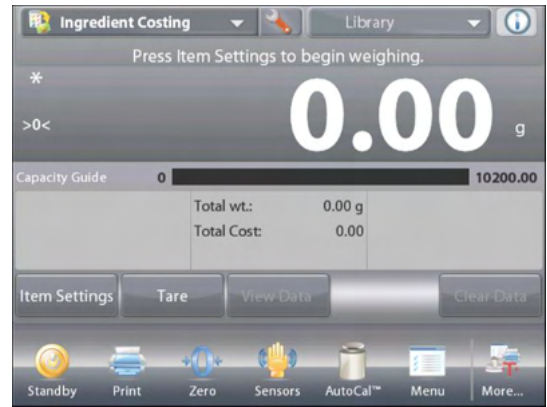 Ingredient Costing
Library
Press Item Settings to begin weighing.
*
>0<
0.00 g
Capacity Guide 0 10200.00
Total wt.: 0.00 g
Total Cost: 0.00
Item Settings Tare View Data Clear Data
Standby Print Zero Sensors AutoCal™ Menu More...